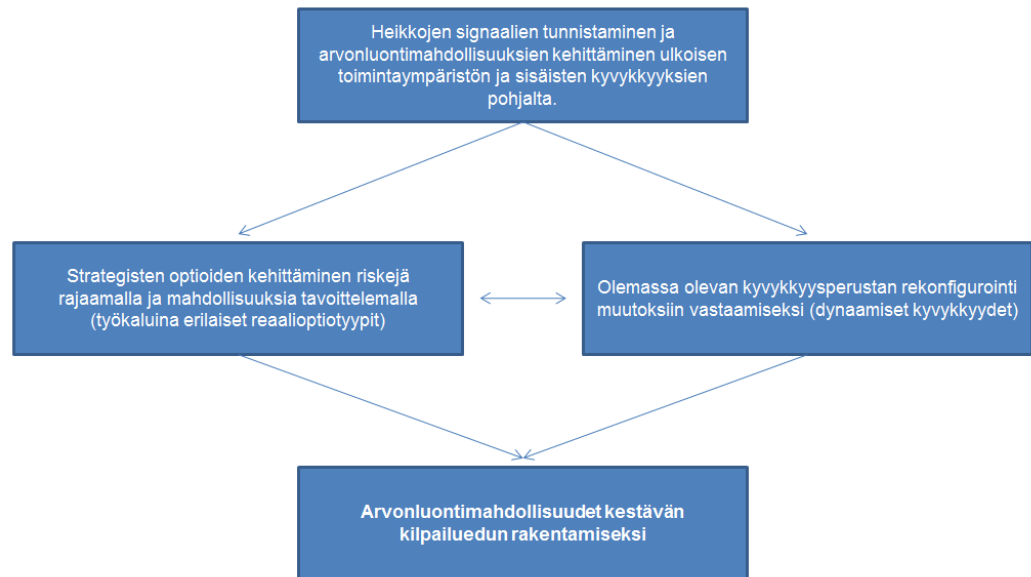 Heikkojen signaalien tunnistaminen ja
arvonluontimahdollisuuksien kehittäminen ulkoisen
toimintaympäristön ja sisäisten kyvykkyyksien
pohjalta.
Strategisten optioiden kehittäminen riskejä
rajaamalla ja mahdollisuuksia tavoittelemalla
(työkaluina erilaiset reaalioptiotyypit)
Olemassa olevan kyvykkyysperustan rekonfigurointi
muutoksiin vastaamiseksi (dynaamiset kyvykkyydet)
Arvonluontimahdollisuudet kestävän
kilpailuedun rakentamiseksi